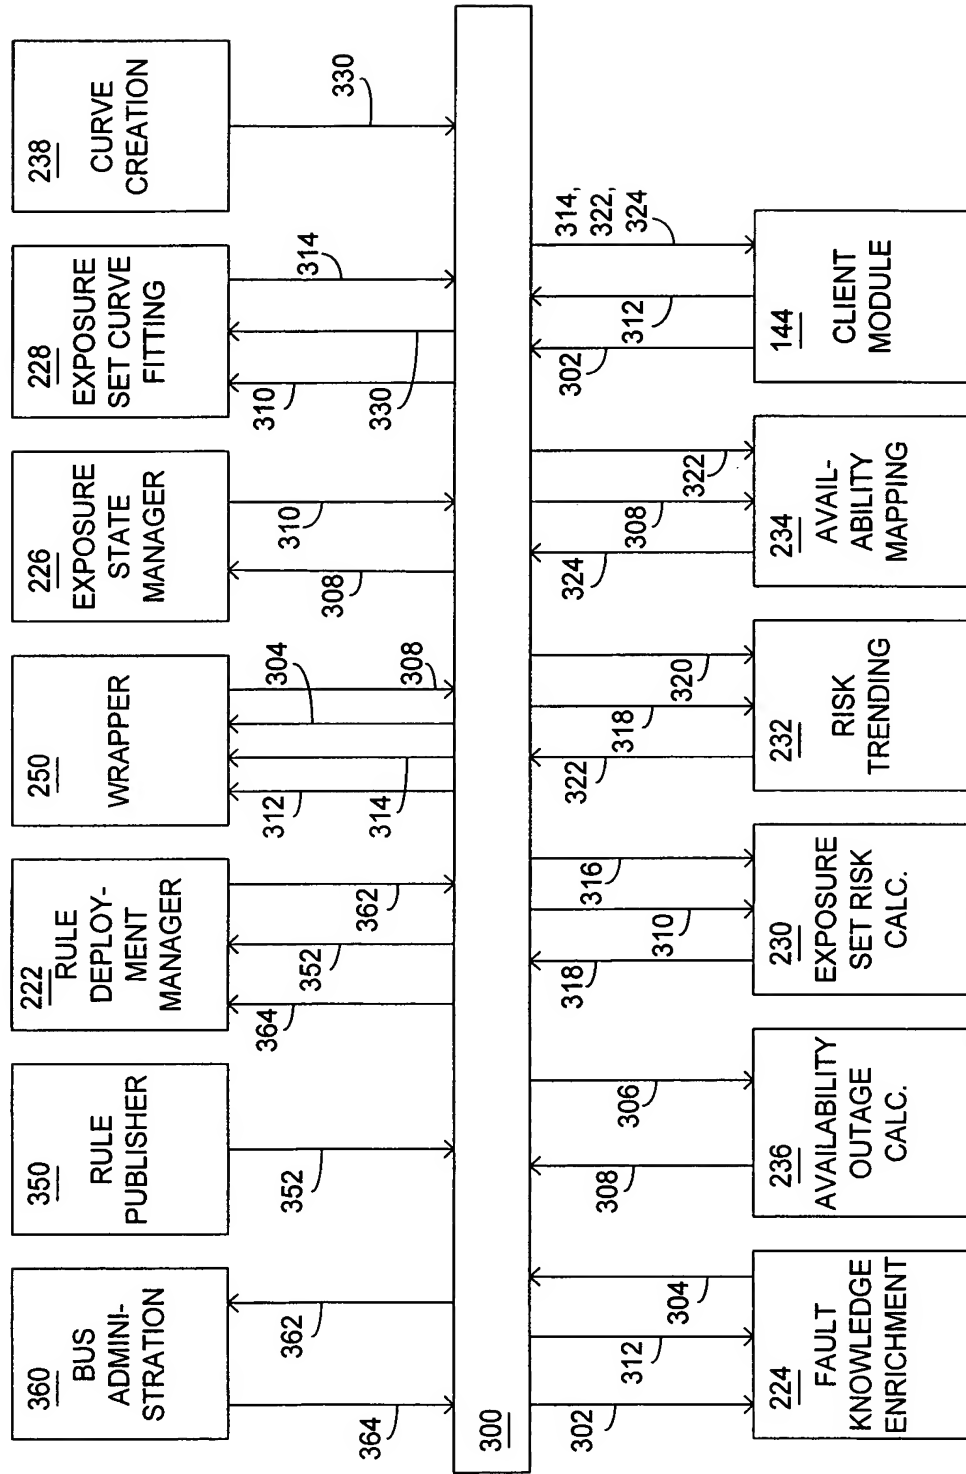 360
BUS
ADMINI-
STRATION
350
RULE
PUBLISHER
222
RULE
DEPLOY-
MENT
MANAGER
250
WRAPPER
226
EXPOSURE
STATE
MANAGER
228
EXPOSURE
SET CURVE
FITTING
238
CURVE
CREATION
364
362
352
364
352
362
312
314
304
308
308
310
310
330
314
330
300
302
312
304
308
306
318
310
316
322
318
320
324
308
322
302
312
314,
322,
324
224
FAULT
KNOWLEDGE
ENRICHMENT
236
AVAILABILITY
OUTAGE
CALC.
230
EXPOSURE
SET RISK
CALC.
232
RISK
TRENDING
234
AVAIL-
ABILITY
MAPPING
144
CLIENT
MODULE